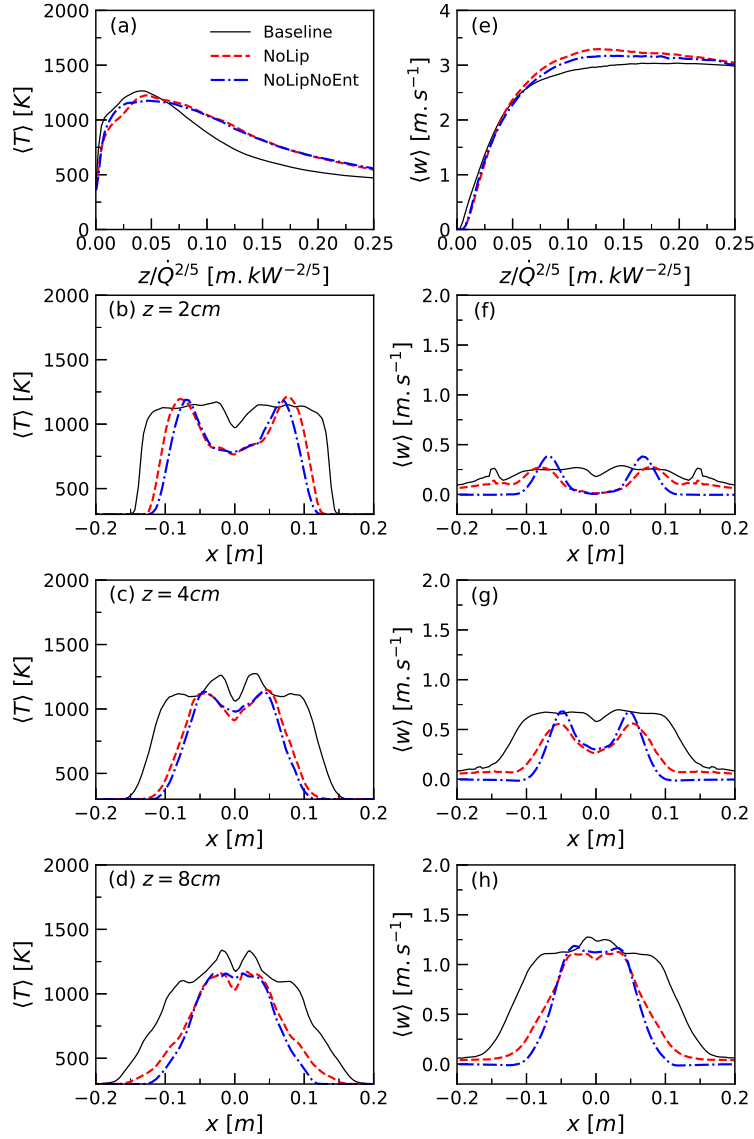 (a)
Baseline
NoLip
NoLipNoEnt
⟨T⟩ [K]
2000
1500
1000
500
0
0.00 0.05 0.10 0.15 0.20 0.25
z/Q̇^2/5 [m.kW^−2/5]
(e)
⟨w⟩ [m.s^−1]
4
3
2
1
0
0.00 0.05 0.10 0.15 0.20 0.25
z/Q̇^2/5 [m.kW^−2/5]
(b) z = 2cm
⟨T⟩ [K]
2000
1500
1000
500
−0.2 −0.1 0.0 0.1 0.2
x [m]
(f)
⟨w⟩ [m.s^−1]
2.0
1.5
1.0
0.5
0.0
−0.2 −0.1 0.0 0.1 0.2
x [m]
(c) z = 4cm
⟨T⟩ [K]
2000
1500
1000
500
−0.2 −0.1 0.0 0.1 0.2
x [m]
(g)
⟨w⟩ [m.s^−1]
2.0
1.5
1.0
0.5
0.0
−0.2 −0.1 0.0 0.1 0.2
x [m]
(d) z = 8cm
⟨T⟩ [K]
2000
1500
1000
500
−0.2 −0.1 0.0 0.1 0.2
x [m]
(h)
⟨w⟩ [m.s^−1]
2.0
1.5
1.0
0.5
0.0
−0.2 −0.1 0.0 0.1 0.2
x [m]